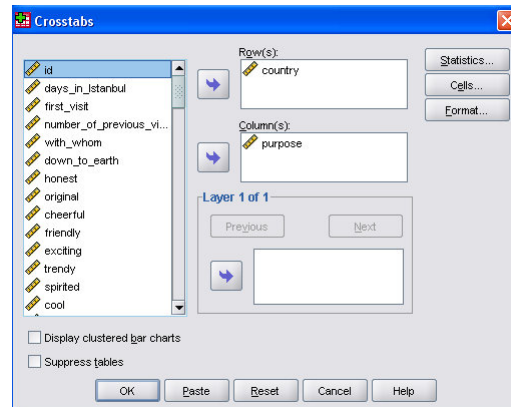 Crosstabs
id
days_in_Istanbul
first_visit
number_of_previous_vi...
with_whom
down_to_earth
honest
original
cheerful
friendly
exciting
trendy
spirited
cool
Row(s):
country
Column(s):
purpose
Layer 1 of 1
Previous Next
Statistics...
Cells...
Format...
Display clustered bar charts
Suppress tables
OK Paste Reset Cancel Help